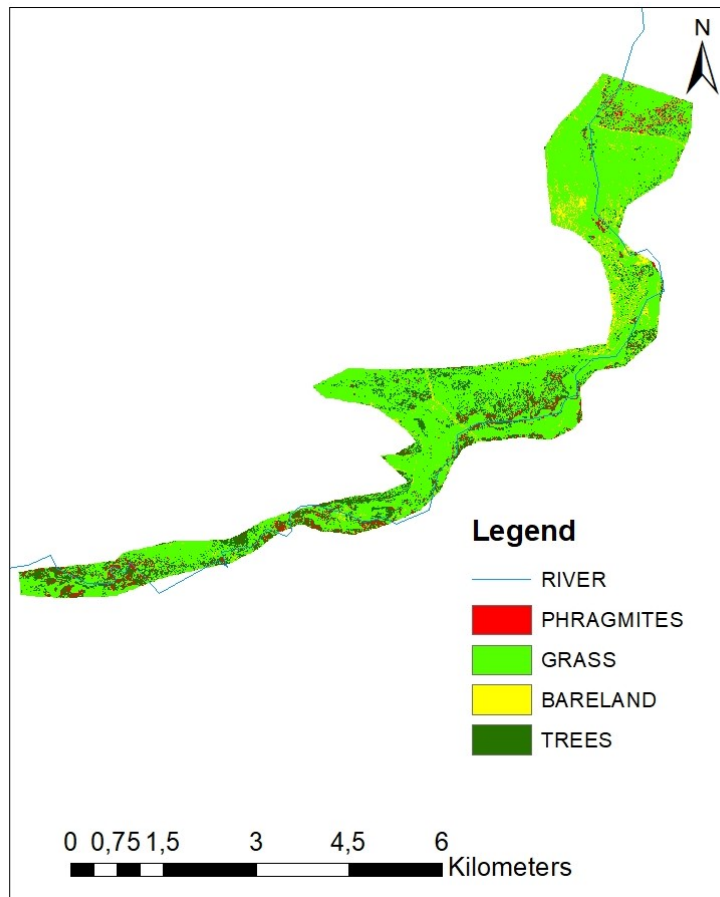 N
Legend
RIVER
PHRAGMITES
GRASS
BARELAND
TREES
0 0,75 1,5 3 4,5 6
Kilometers